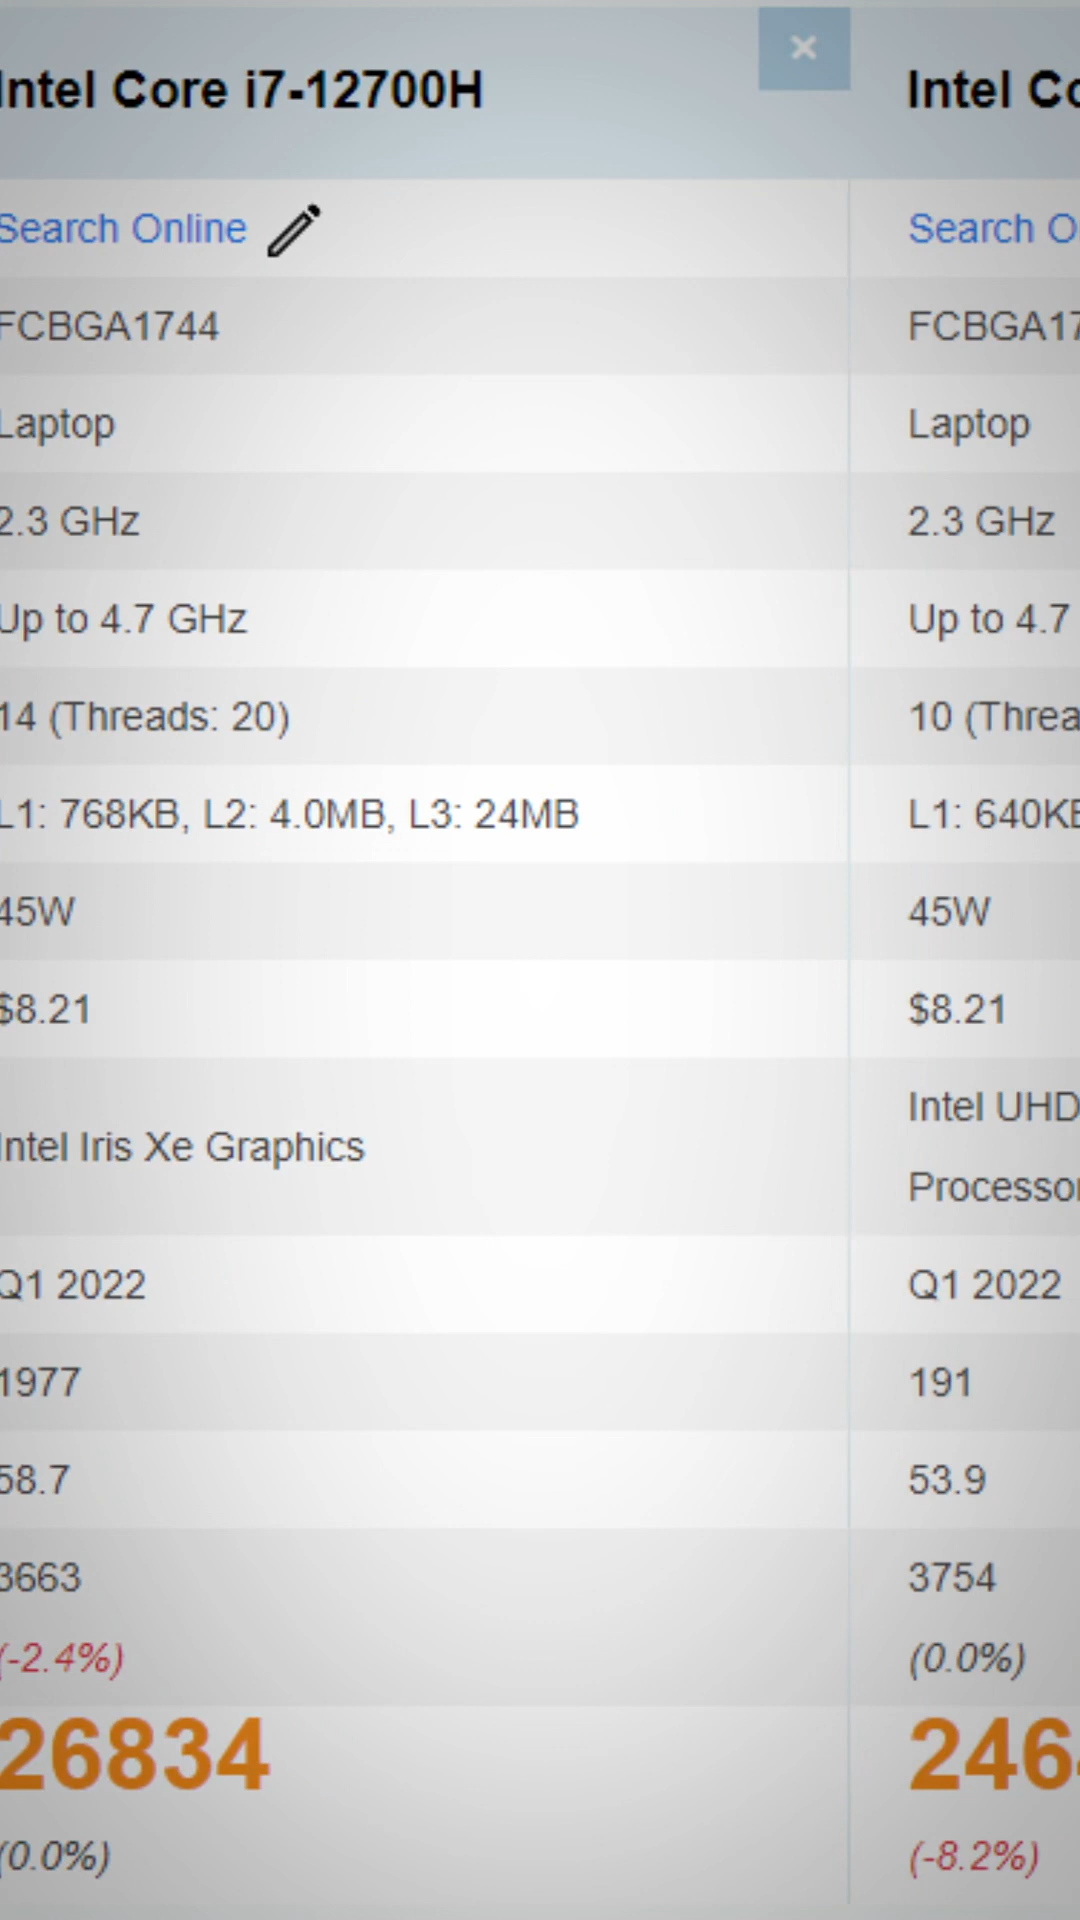 Intel Core i7-12700H
×
Intel
Search Online
Search
FCBGA1744
Laptop
Laptop
2.3 GHz
2.3 GHz
Up to 4.7 GHz
Up to 4.7
14 (Threads: 20)
10
L1: 768KB, L2: 4.0MB, L3: 24MB
L1:
45W
45W
$8.21
$8.21
Intel Iris Xe Graphics
Intel UHD
Processor
Q1 2022
Q1 2022
1977
191
58.7
53.9
3663
3754
(-2.4%)
(0.0%)
26834
(0.0%)
(-8.2%)